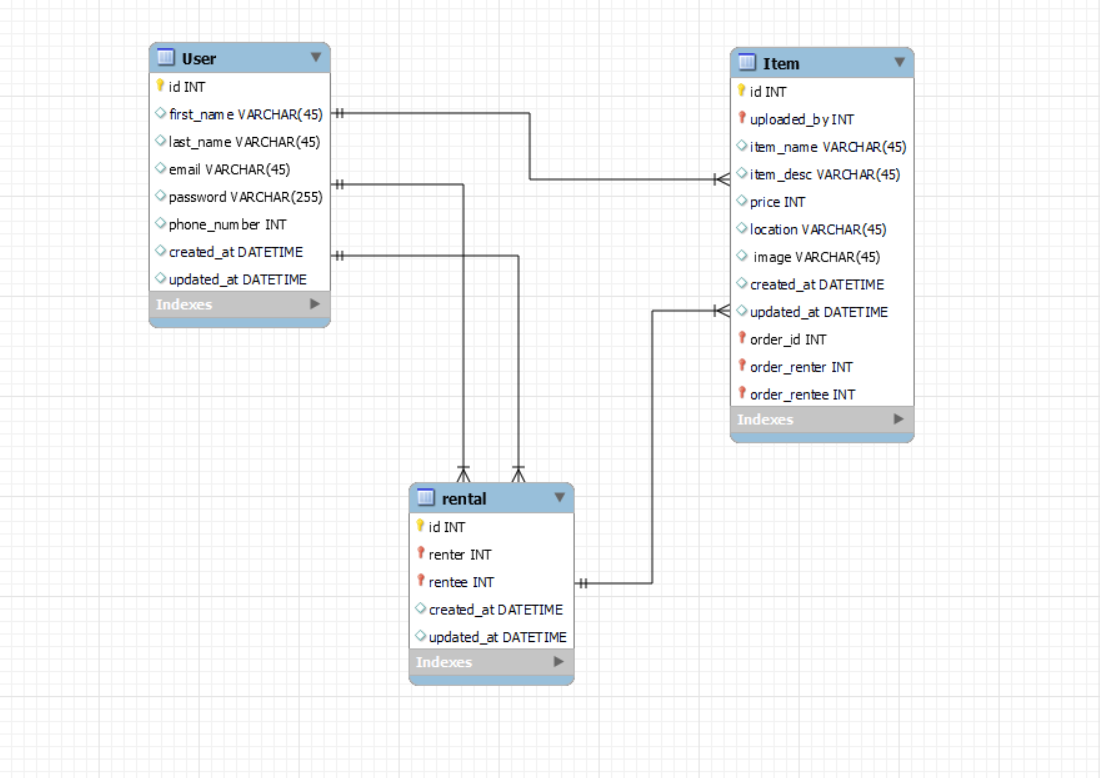 User
id INT
first_name VARCHAR(45)
last_name VARCHAR(45)
email VARCHAR(45)
password VARCHAR(255)
phone_number INT
created_at DATETIME
updated_at DATETIME
Indexes
Item
id INT
uploaded_by INT
item_name VARCHAR(45)
item_desc VARCHAR(45)
price INT
location VARCHAR(45)
image VARCHAR(45)
created_at DATETIME
updated_at DATETIME
order_id INT
order_renter INT
order_rentee INT
Indexes
rental
id INT
renter INT
rentee INT
created_at DATETIME
updated_at DATETIME
Indexes